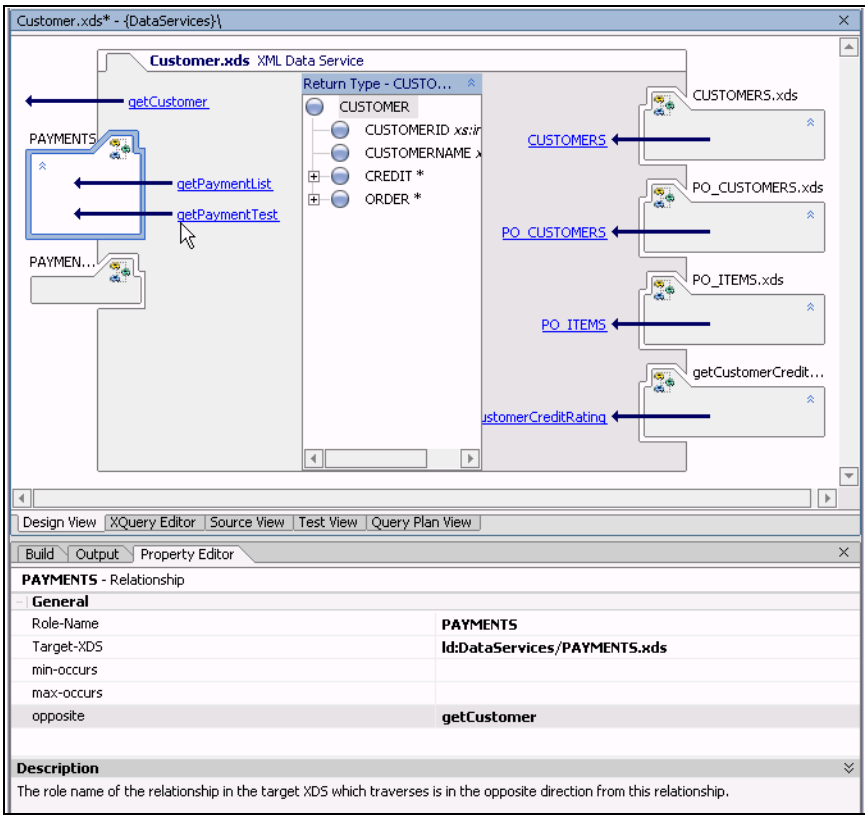 Customer.xds* - {DataServices}\
Customer.xds XML Data Service
getCustomer
PAYMENTS
getPaymentList
getPaymentTest
PAYMEN...
Return Type - CUSTO...
CUSTOMER
CUSTOMERID xs:ir
CUSTOMERNAME x
CREDIT *
ORDER *
CUSTOMERS.xds
CUSTOMERS
PO_CUSTOMERS.xds
PO_CUSTOMERS
PO_ITEMS.xds
PO_ITEMS
getCustomerCredit...
ustomerCreditRating
Design View XQuery Editor Source View Test View Query Plan View
Build Output Property Editor
PAYMENTS - Relationship
General
Role-Name PAYMENTS
Target-XDS ld:DataServices/PAYMENTS.xds
min-occurs
max-occurs
opposite getCustomer
Description
The role name of the relationship in the target XDS which traverses is in the opposite direction from this relationship.